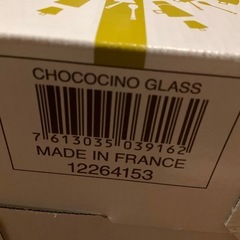 CHOCOCINO GLASS
7 613035 039162
MADE IN FRANCE
12264153